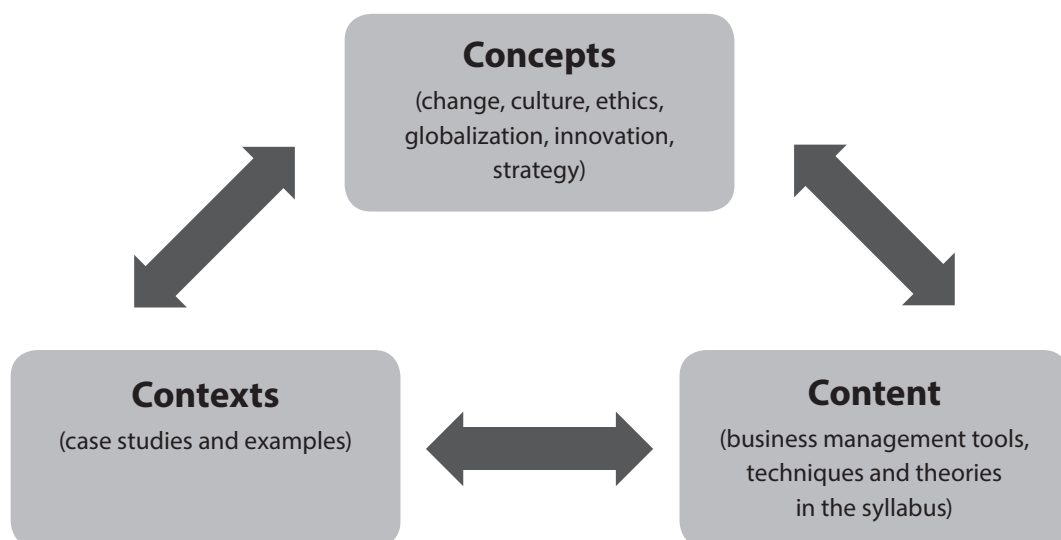 Concepts
(change, culture, ethics,
globalization, innovation,
strategy)
Contexts
(case studies and examples)
Content
(business management tools,
techniques and theories
in the syllabus)